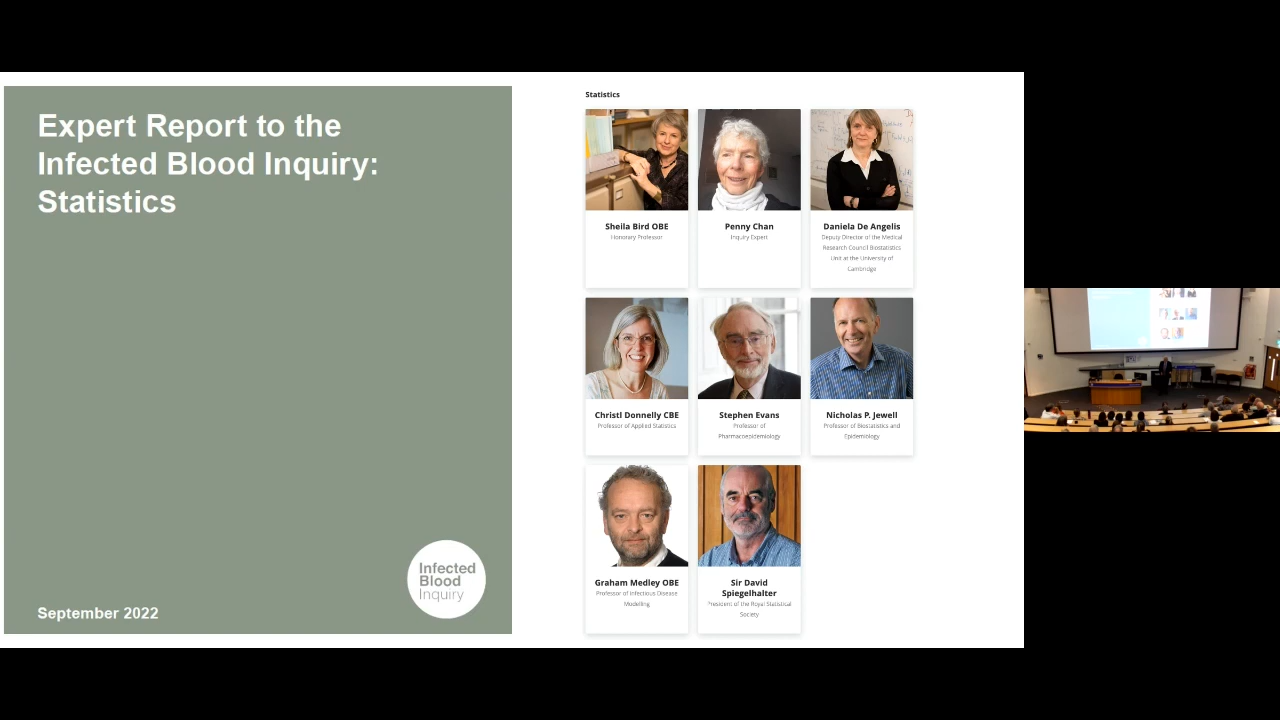 Expert Report to the
Infected Blood Inquiry:
Statistics
September 2022
Infected
Blood
Inquiry
Statistics
Sheila Bird OBE
Honorary Professor
Penny Chan
Inquiry Expert
Daniela De Angelis
Deputy Director of the Medical
Research Council Biostatistics
Unit at the University of
Cambridge
Christl Donnelly CBE
Professor of Applied Statistics
Stephen Evans
Professor of
Pharmacoepidemiology
Nicholas P. Jewell
Professor of Biostatistics and
Epidemiology
Graham Medley OBE
Professor of Infectious Disease
Modelling
Sir David
Spiegelhalter
President of the Royal Statistical
Society